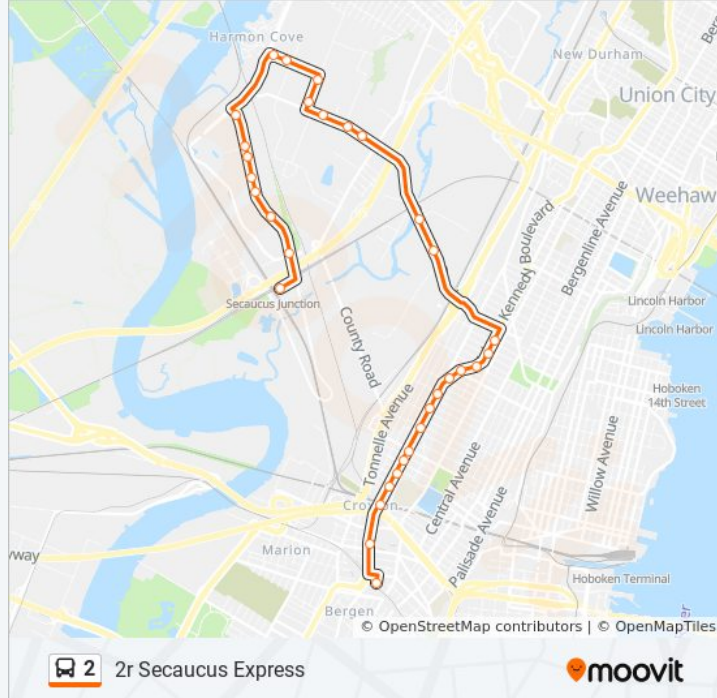 Harmon Cove
New Durham
Union City
Weehaw
Kennedy Boulevard
Bergenline Avenue
Lincoln Harbor
Lincoln Harbor
Secaucus Junction
County Road
Hoboken
14th Street
Tonnelle Avenue
Willow Avenue
Central Avenue
Palisade Avenue
Marion
Hoboken Terminal
Bergen
© OpenStreetMap contributors | © OpenMapTiles
2 2r Secaucus Express
moovit